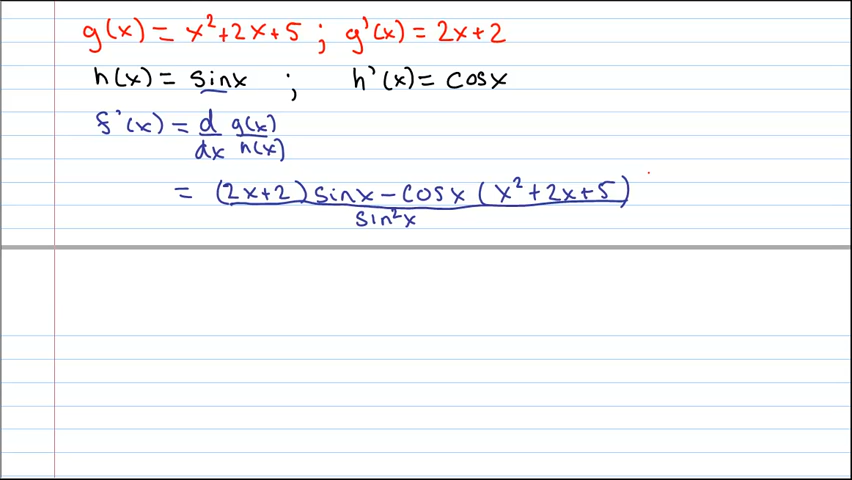 g(x) = x²+2x+5 ; g'(x) = 2x+2
h(x) = sinx ; h'(x) = cosx
f'(x) = d/dx g(x)/h(x)
= (2x+2) sinx - cosx (x²+2x+5) / sin²x